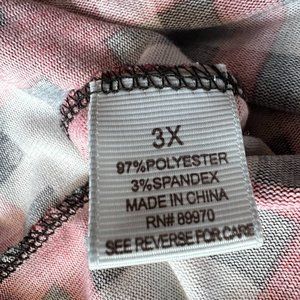 3X
97%POLYESTER
3%SPANDEX
MADE IN CHINA
RN# 89970
SEE REVERSE FOR CARE